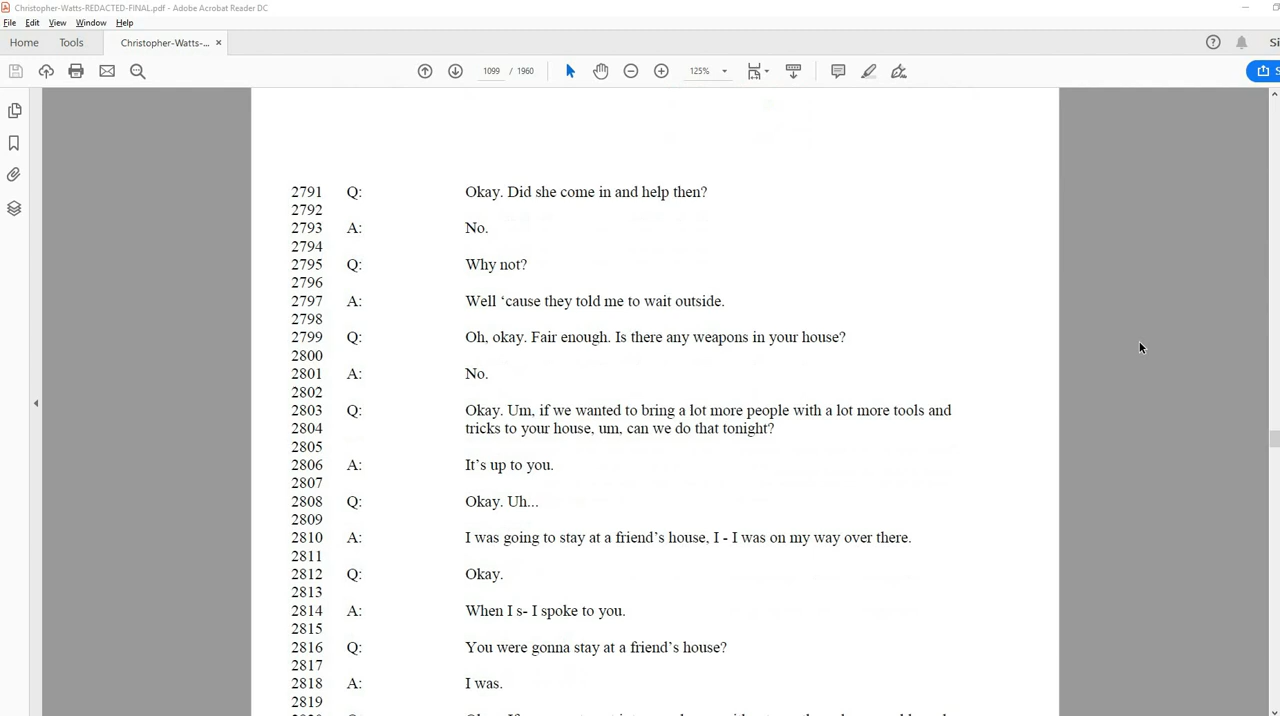 Christopher-Watts-REDACTED-FINAL.pdf - Adobe Acrobat Reader DC
File Edit View Window Help
Home Tools Christopher-Watts-... ×
1099 / 1960 125%
2791 Q: Okay. Did she come in and help then?
2792
2793 A: No.
2794
2795 Q: Why not?
2796
2797 A: Well ‘cause they told me to wait outside.
2798
2799 Q: Oh, okay. Fair enough. Is there any weapons in your house?
2800
2801 A: No.
2802
2803 Q: Okay. Um, if we wanted to bring a lot more people with a lot more tools and
2804 tricks to your house, um, can we do that tonight?
2805
2806 A: It’s up to you.
2807
2808 Q: Okay. Uh...
2809
2810 A: I was going to stay at a friend’s house, I - I was on my way over there.
2811
2812 Q: Okay.
2813
2814 A: When I s- I spoke to you.
2815
2816 Q: You were gonna stay at a friend’s house?
2817
2818 A: I was.
2819